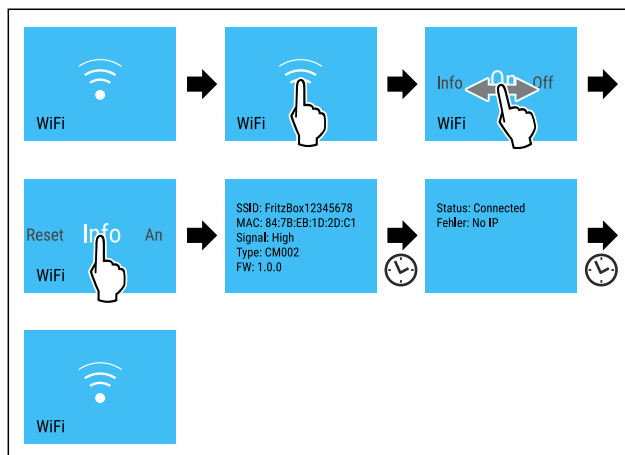 WiFi
WiFi
Info On Off
WiFi
Reset Info An
WiFi
SSID: FritzBox12345678
MAC: 84:7B:EB:1D:2D:C1
Signal: High
Type: CM002
FW: 1.0.0
Status: Connected
Fehler: No IP
WiFi